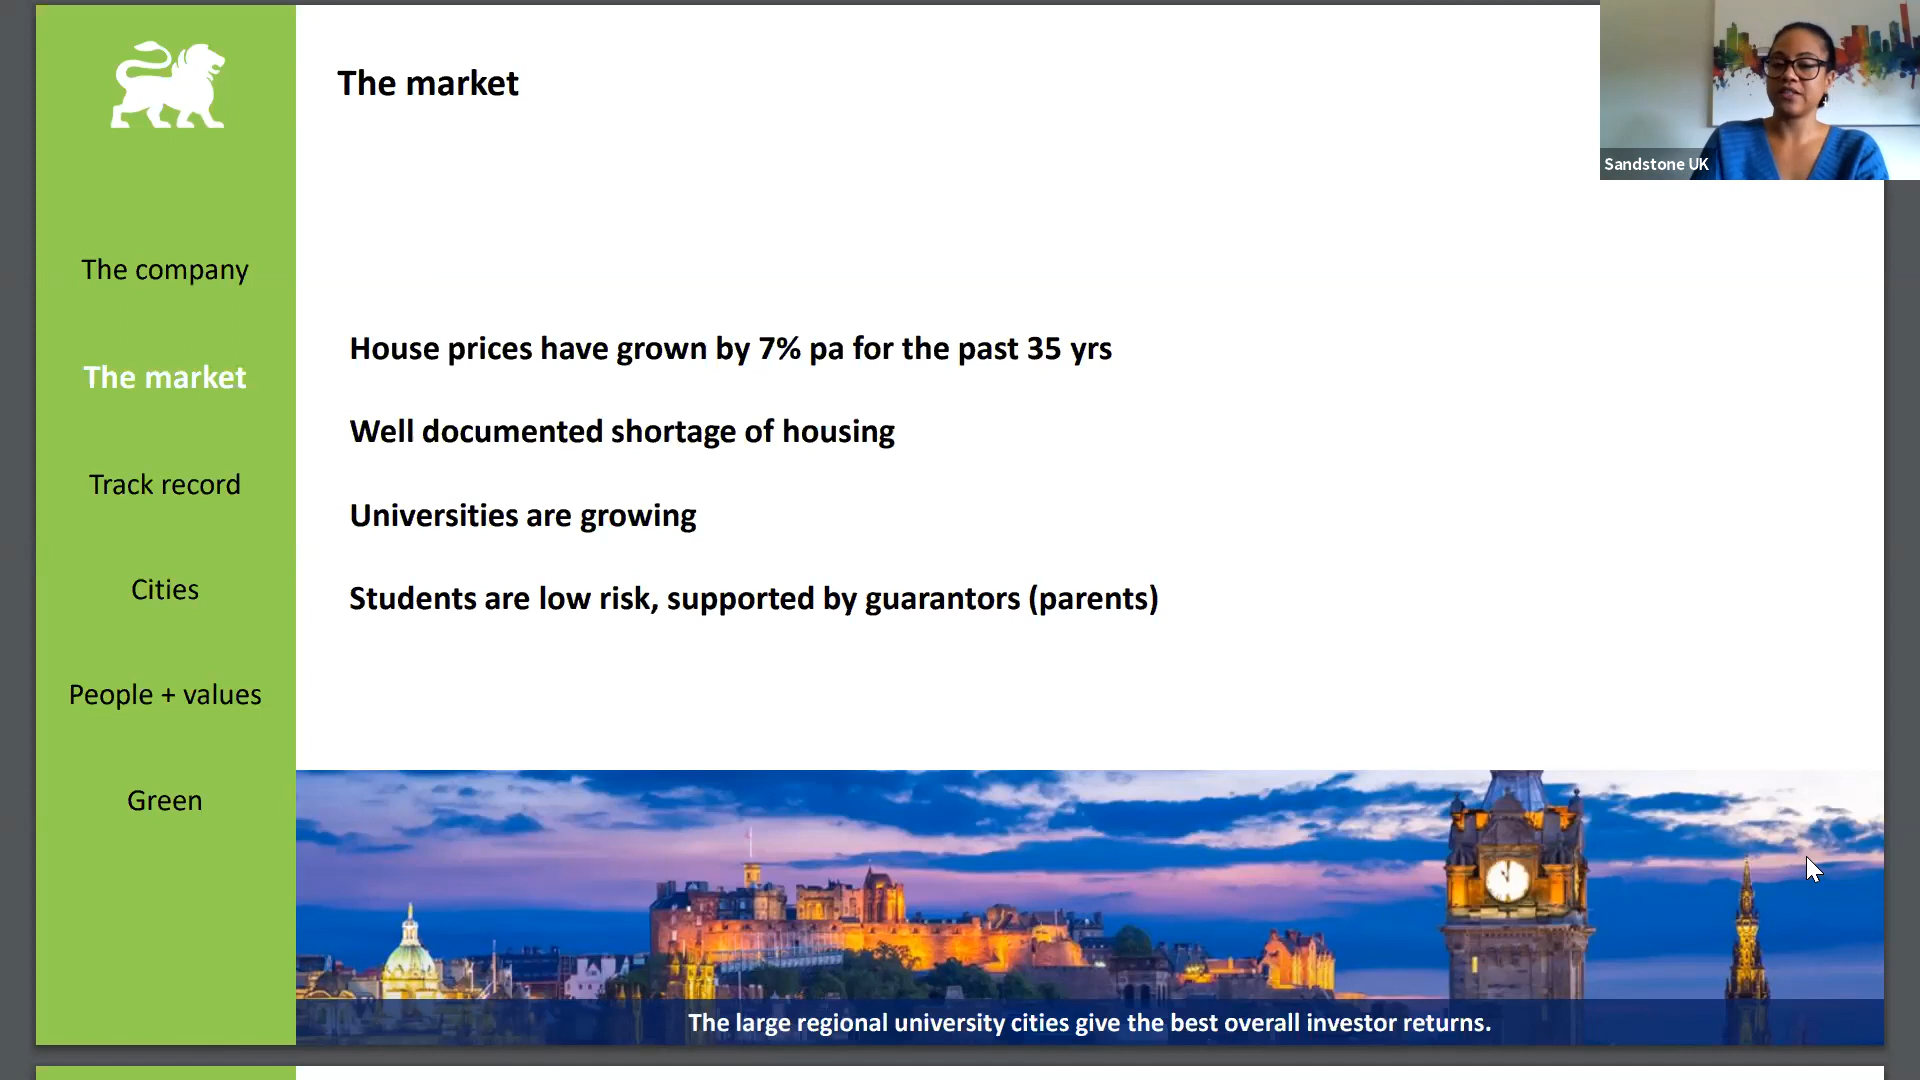 The market
Sandstone UK
The company
The market
Track record
Cities
People + values
Green
House prices have grown by 7% pa for the past 35 yrs
Well documented shortage of housing
Universities are growing
Students are low risk, supported by guarantors (parents)
The large regional university cities give the best overall investor returns.